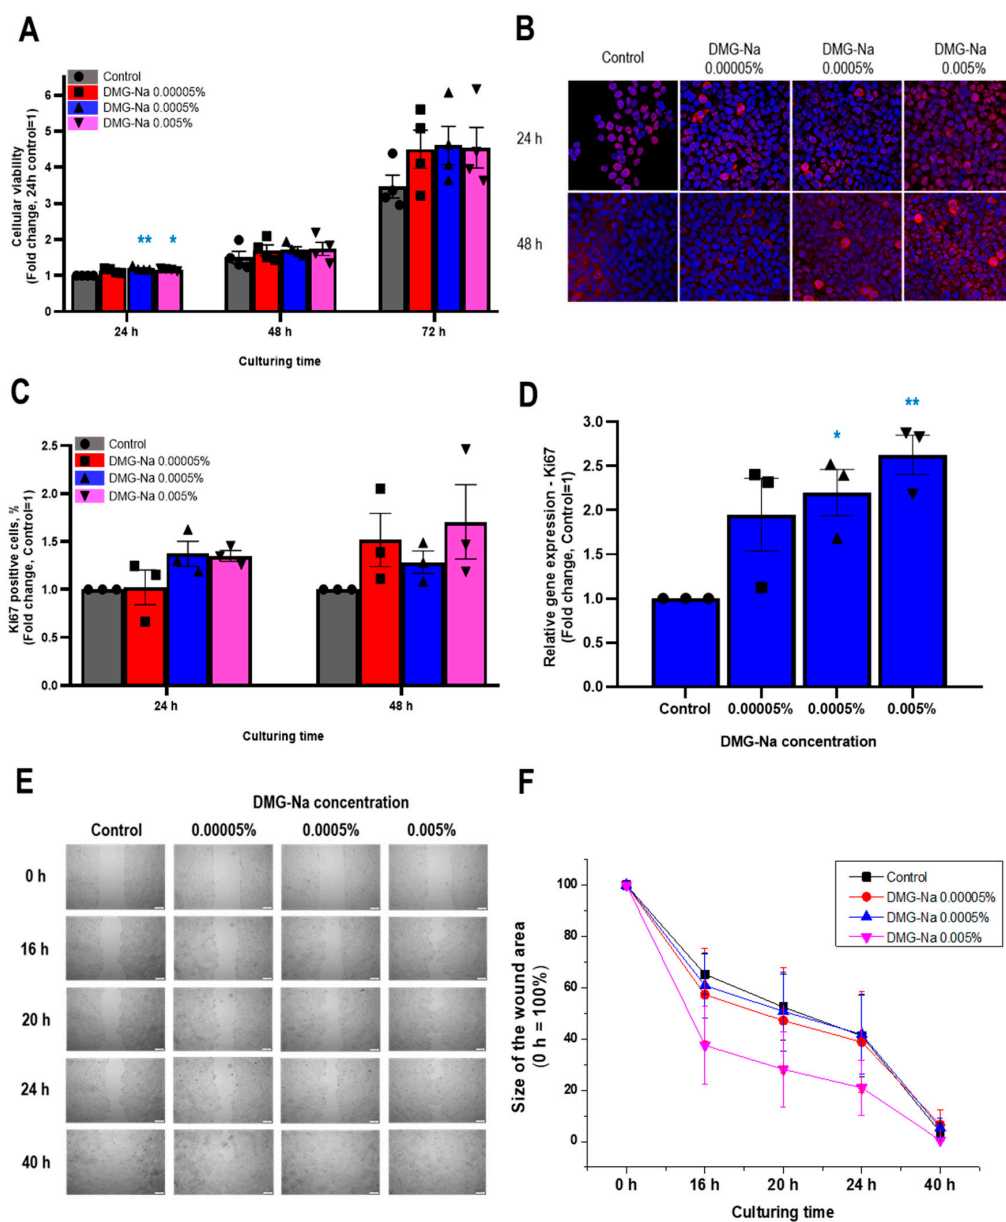 A
Control
DMG-Na 0.00005%
DMG-Na 0.0005%
DMG-Na 0.005%
Cellular viability
(Fold change, 24h control=1)
6
5
4
3
2
1
0
**
*
24 h
48 h
72 h
Culturing time
B
Control
DMG-Na
0.00005%
DMG-Na
0.0005%
DMG-Na
0.005%
24 h
48 h
C
Control
DMG-Na 0.00005%
DMG-Na 0.0005%
DMG-Na 0.005%
KI67 positive cells, %
(Fold change, Control=1)
2.5
2.0
1.5
1.0
0.5
0.0
24 h
48 h
Culturing time
D
Relative gene expression - Ki67
(Fold change, Control=1)
3.0
2.5
2.0
1.5
1.0
0.5
0.0
*
**
Control
0.00005%
0.0005%
0.005%
DMG-Na concentration
E
DMG-Na concentration
Control
0.00005%
0.0005%
0.005%
0 h
16 h
20 h
24 h
40 h
F
Control
DMG-Na 0.00005%
DMG-Na 0.0005%
DMG-Na 0.005%
Size of the wound area
(0 h = 100%)
100
80
60
40
20
0
0 h
16 h
20 h
24 h
40 h
Culturing time